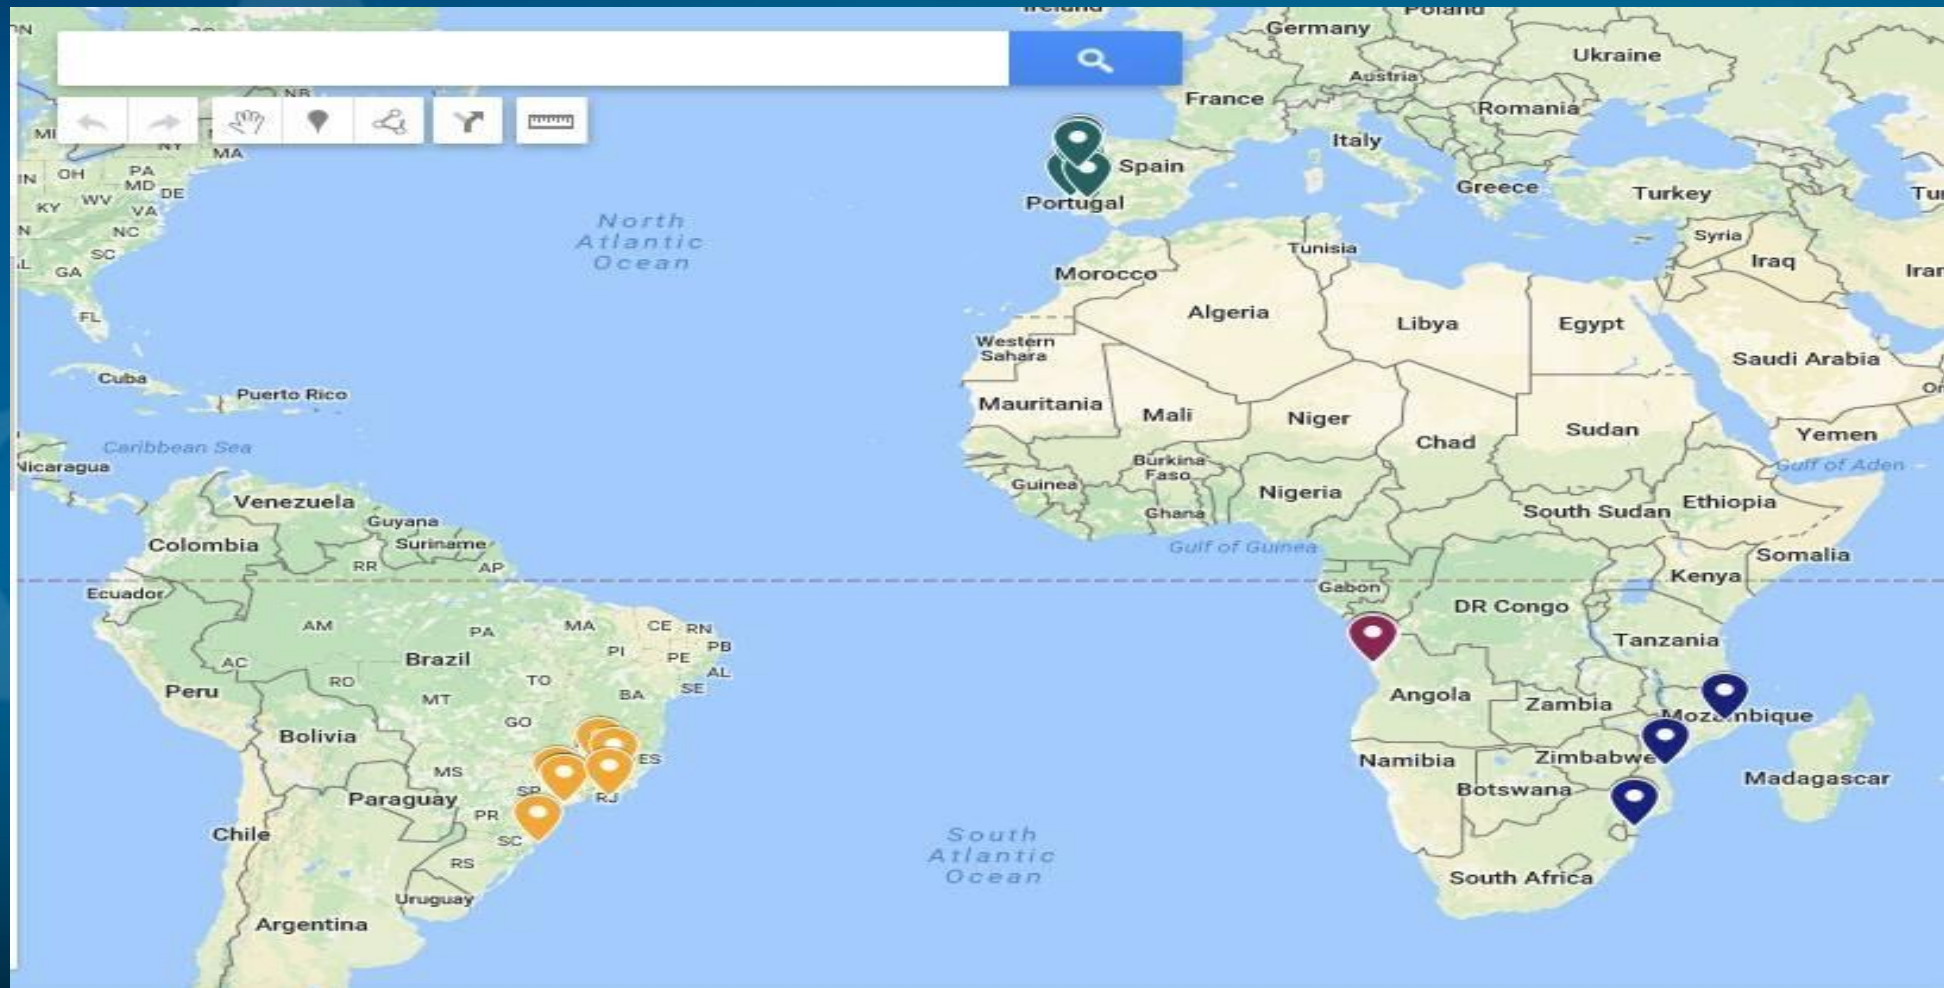 Ireland
Poland
Germany
Ukraine
Austria
France
Romania
Italy
Spain
Greece
Turkey
Portugal
NB
MI
NY
MA
IN
OH
PA
MD
DE
WV
KY
VA
NC
SC
GA
FL
North
Atlantic
Ocean
Tunisia
Syria
Iraq
Morocco
Algeria
Libya
Egypt
Western
Sahara
Saudi Arabia
Cuba
Puerto Rico
Mauritania
Mali
Niger
Chad
Sudan
Yemen
Caribbean Sea
Nicaragua
Burkina
Faso
Gulf of Aden
Guinea
Nigeria
Ethiopia
Ghana
South Sudan
Venezuela
Guyana
Suriname
Colombia
Gulf of Guinea
Somalia
RR
AP
Ecuador
Gabon
Kenya
DR Congo
AM
PA
MA
CE
RN
Tanzania
PB
PI
PE
AL
AC
Brazil
RO
TO
SE
BA
Peru
MT
GO
Angola
Zambia
Mozambique
Bolivia
ES
Namibia
Zimbabwe
MS
SP
RJ
Botswana
Madagascar
Paraguay
PR
Chile
SC
South
Atlantic
Ocean
RS
South Africa
Uruguay
Argentina